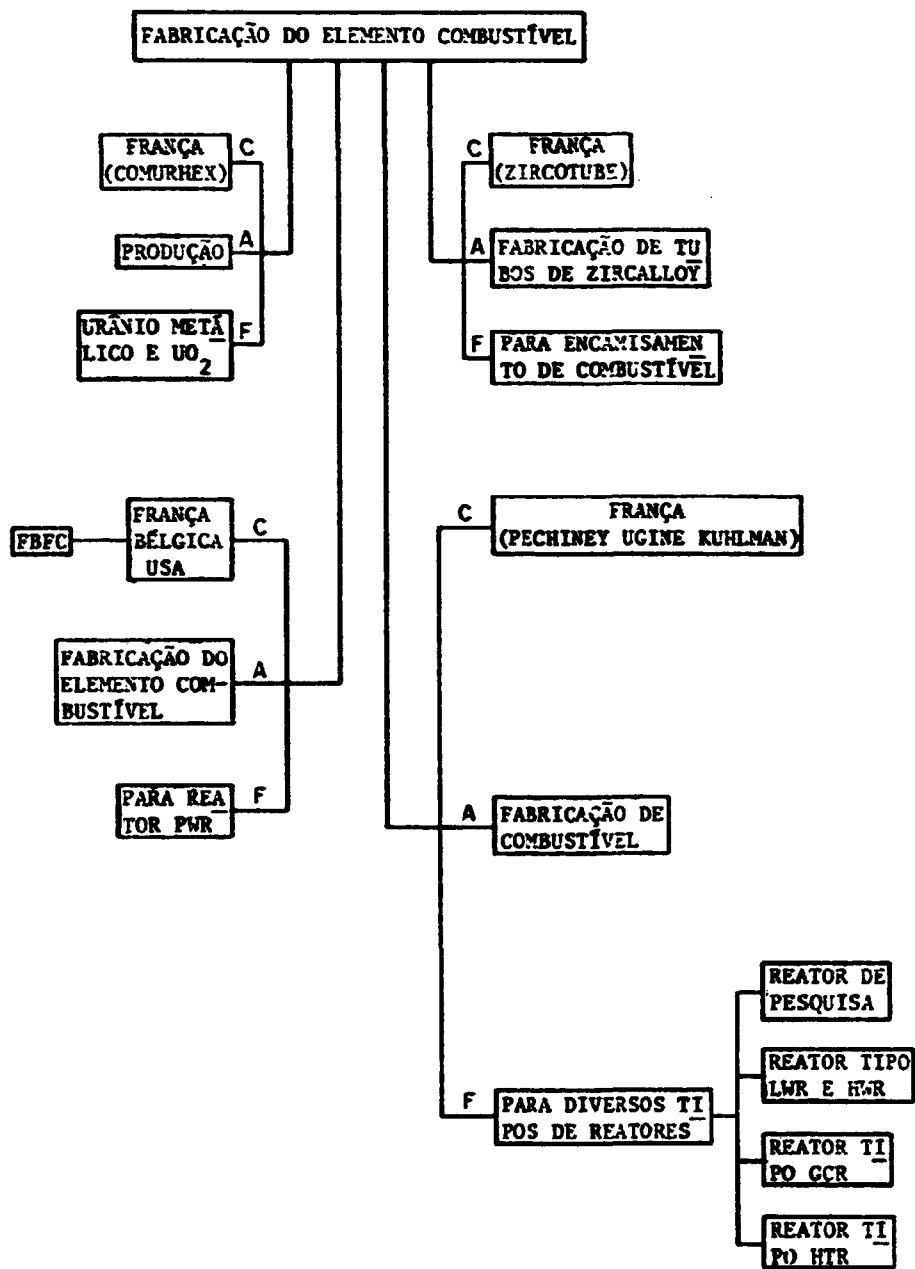 FABRICAÇÃO DO ELEMENTO COMBUSTÍVEL
C
FRANÇA
(COMURHEX)
A
PRODUÇÃO
F
URÂNIO METÁ
LICO E UO2
C
FRANÇA
(ZIRCOTUBE)
A
FABRICAÇÃO DE TU
BOS DE ZIRCALLOY
F
PARA ENCAMISAMEN
TO DE COMBUSTÍVEL
FBFC
FRANÇA
BÉLGICA
USA
C
FABRICAÇÃO DO
ELEMENTO COM-
BUSTÍVEL
A
PARA REA
TOR PWR
F
C
FRANÇA
(PECHINEY UGINE KUHLMAN)
A
FABRICAÇÃO DE
COMBUSTÍVEL
F
PARA DIVERSOS TI
POS DE REATORES
REATOR DE
PESQUISA
REATOR TIPO
LWR E HWR
REATOR TI
PO GCR
REATOR TI
PO HTR